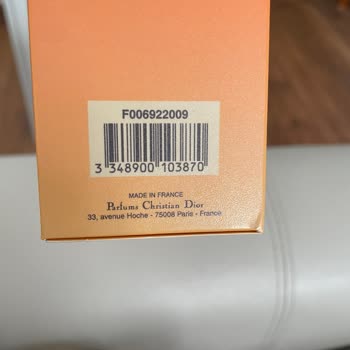 F006922009
3 348900 103870
MADE IN FRANCE
Parfums Christian Dior
33, avenue Hoche - 75008 Paris - France